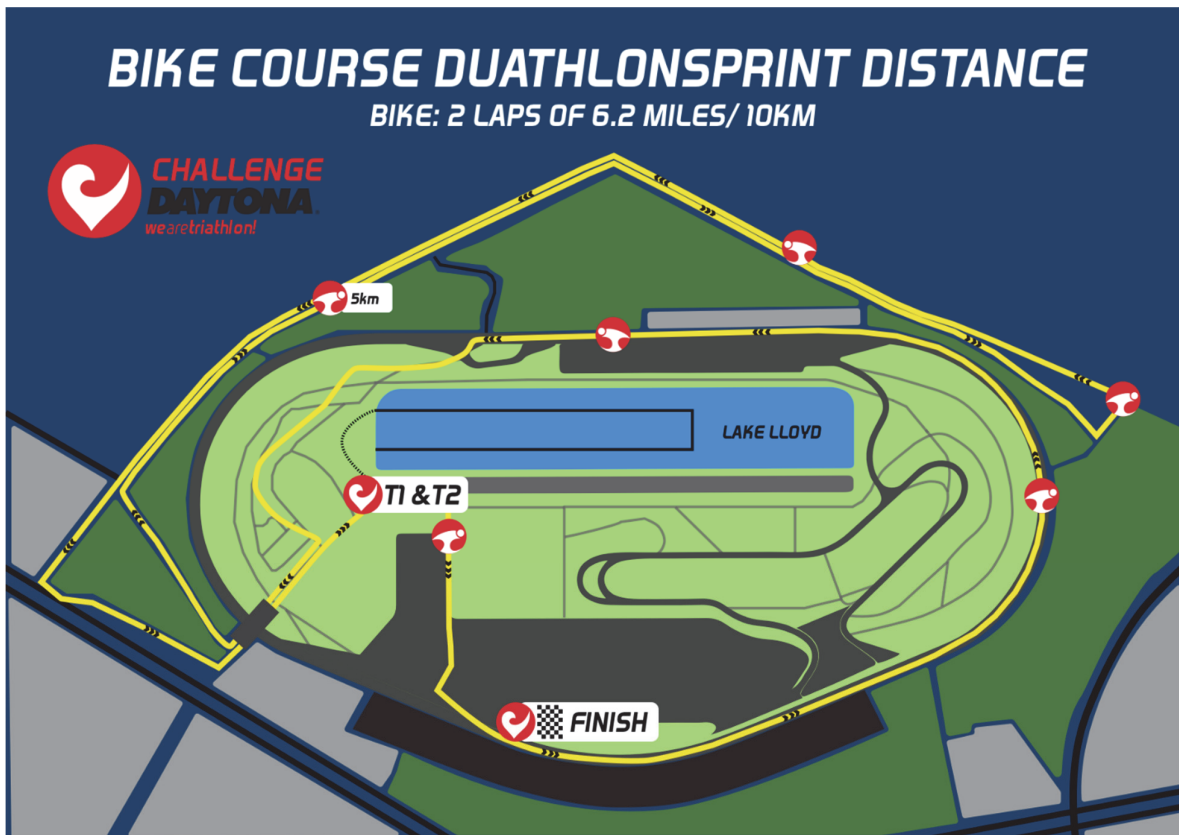 BIKE COURSE DUATHLONSPRINT DISTANCE
BIKE: 2 LAPS OF 6.2 MILES/ 10KM
CHALLENGE
DAYTONA
wearetriathlon!
5km
LAKE LLOYD
T1 & T2
FINISH